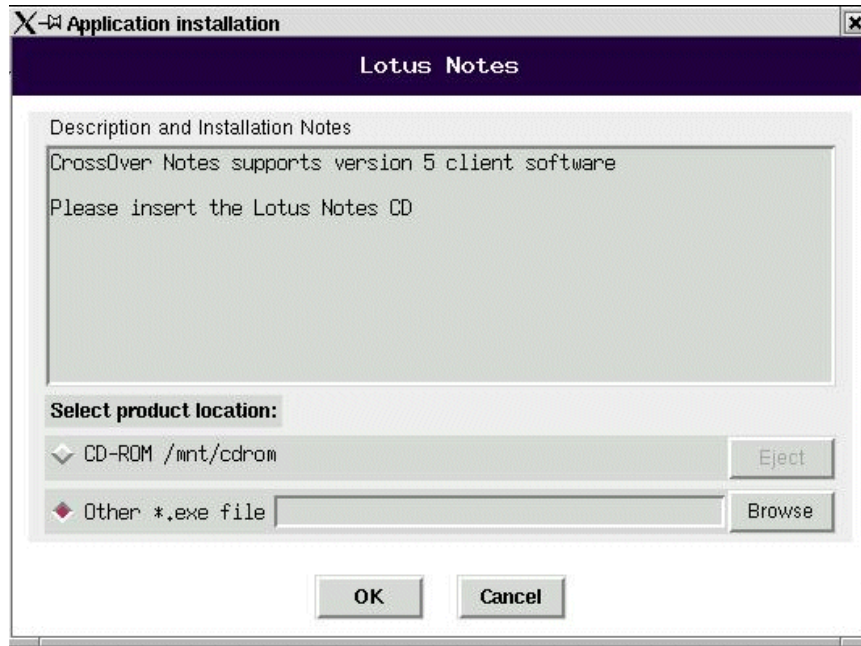 Application installation
Lotus Notes
Description and Installation Notes
CrossOver Notes supports version 5 client software
Please insert the Lotus Notes CD
Select product location:
CD-ROM /mnt/cdrom
Eject
Other *.exe file
Browse
OK
Cancel